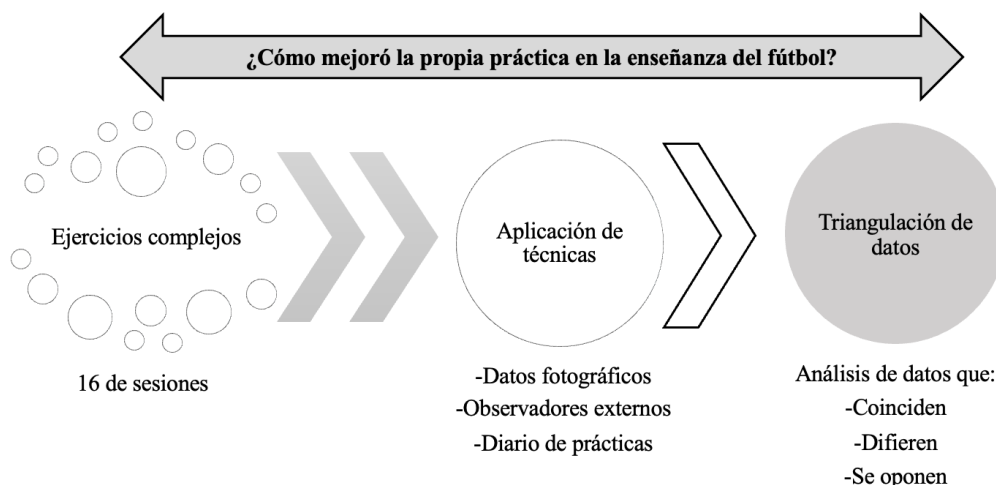 ¿Cómo mejoró la propia práctica en la enseñanza del fútbol?
Ejercicios complejos
16 de sesiones
Aplicación de
técnicas
-Datos fotográficos
-Observadores externos
-Diario de prácticas
Triangulación de
datos
Análisis de datos que:
-Coinciden
-Difieren
-Se oponen